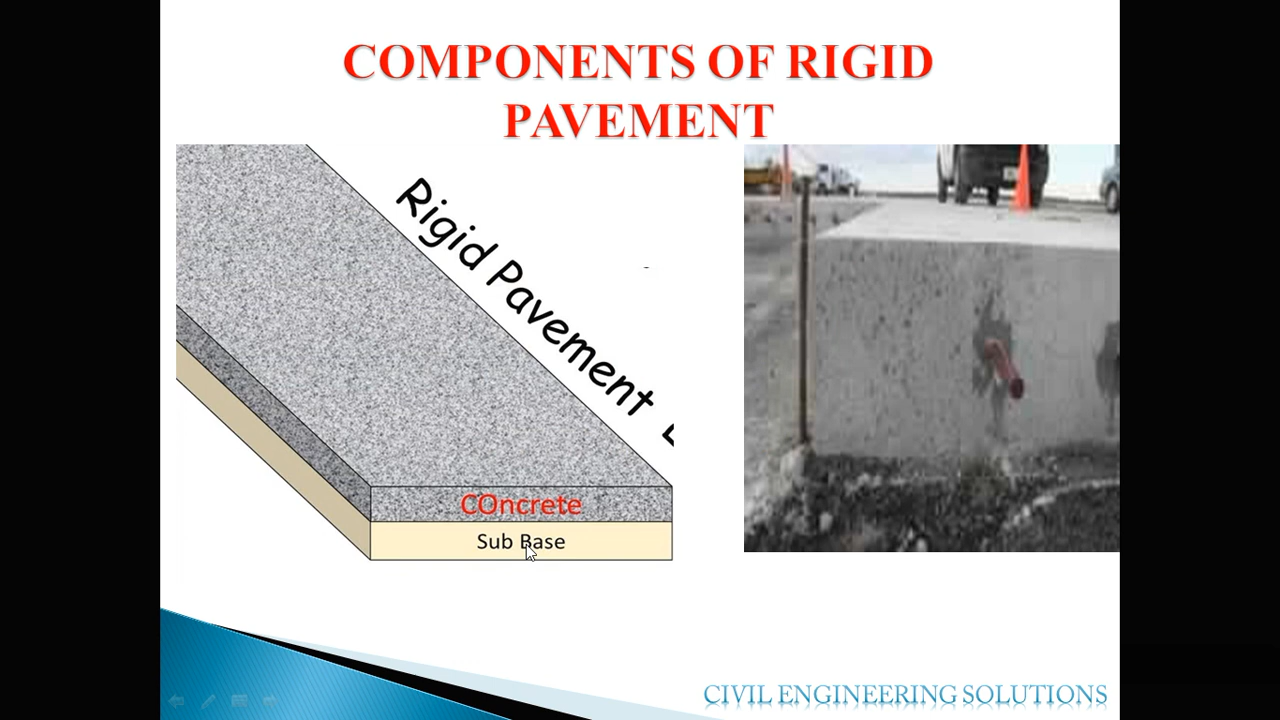 COMPONENTS OF RIGID
PAVEMENT
Rigid Pavement
COncrete
Sub Base
CIVIL ENGINEERING SOLUTIONS